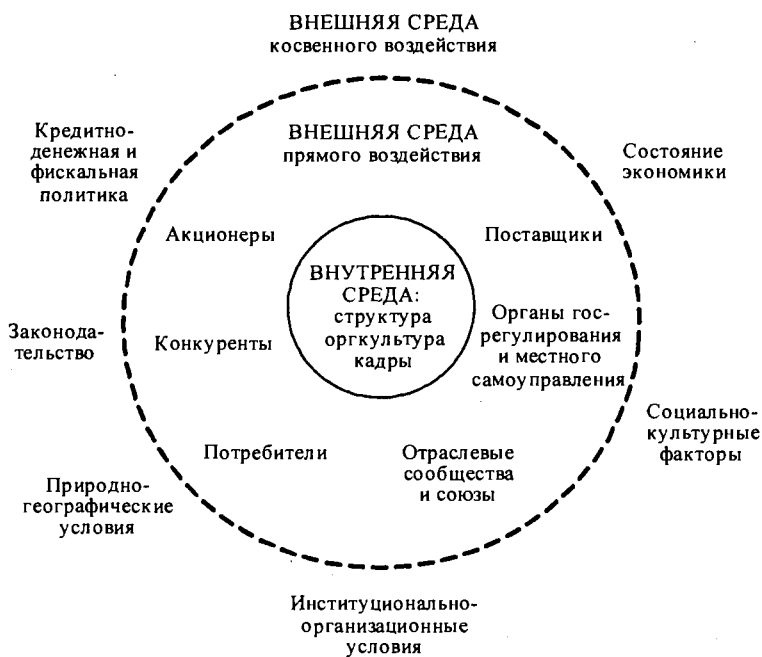 ВНЕШНЯЯ СРЕДА
косвенного воздействия
Кредитно-
денежная и
фискальная
политика
ВНЕШНЯЯ СРЕДА
прямого воздействия
Состояние
экономики
Акционеры
Поставщики
ВНУТРЕННЯЯ
СРЕДА:
структура
оргкультура
кадры
Законода-
тельство
Конкуренты
Органы гос-
регулирования
и местного
самоуправления
Социально-
культурные
факторы
Потребители
Отраслевые
сообщества
и союзы
Природно-
географические
условия
Институционально-
организационные
условия